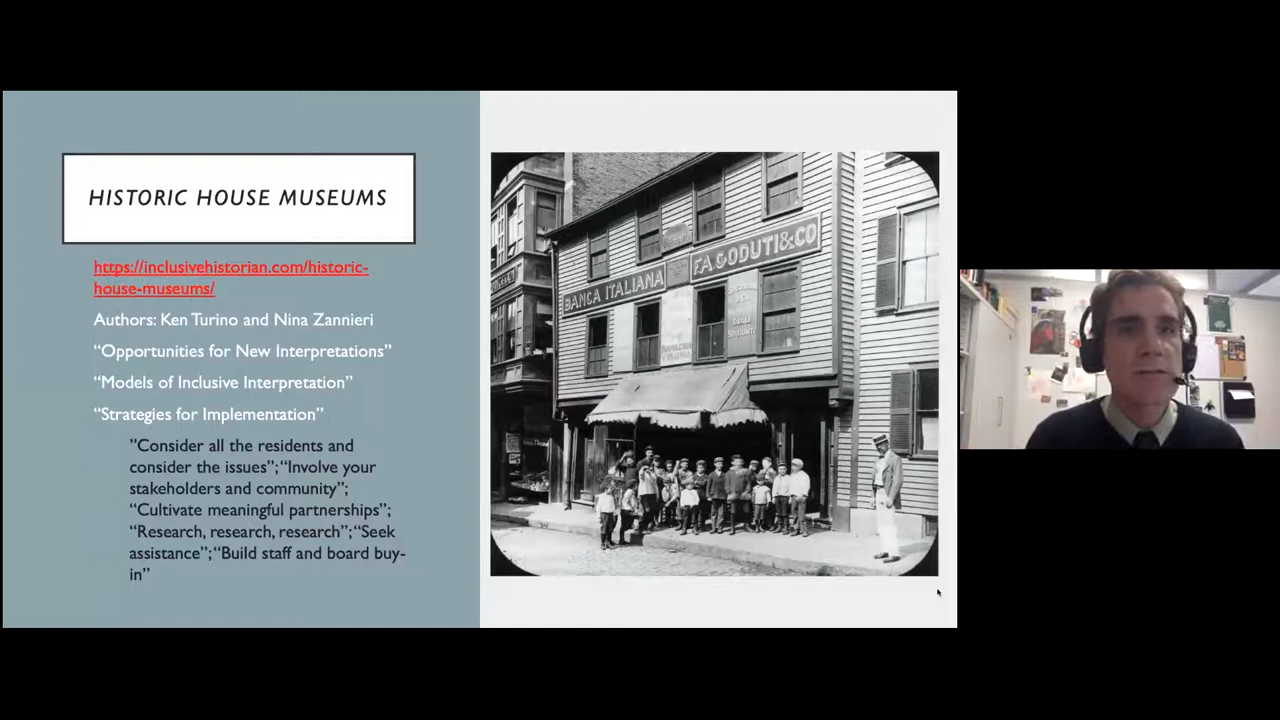 HISTORIC HOUSE MUSEUMS
https://inclusivehistorian.com/historic-
house-museums/
Authors: Ken Turino and Nina Zannieri
“Opportunities for New Interpretations”
“Models of Inclusive Interpretation”
“Strategies for Implementation”
”Consider all the residents and
consider the issues”; “Involve your
stakeholders and community”;
“Cultivate meaningful partnerships”;
“Research, research, research”; “Seek
assistance”; “Build staff and board buy-
in”
BANCA ITALIANA
F.A. GODUTI & CO